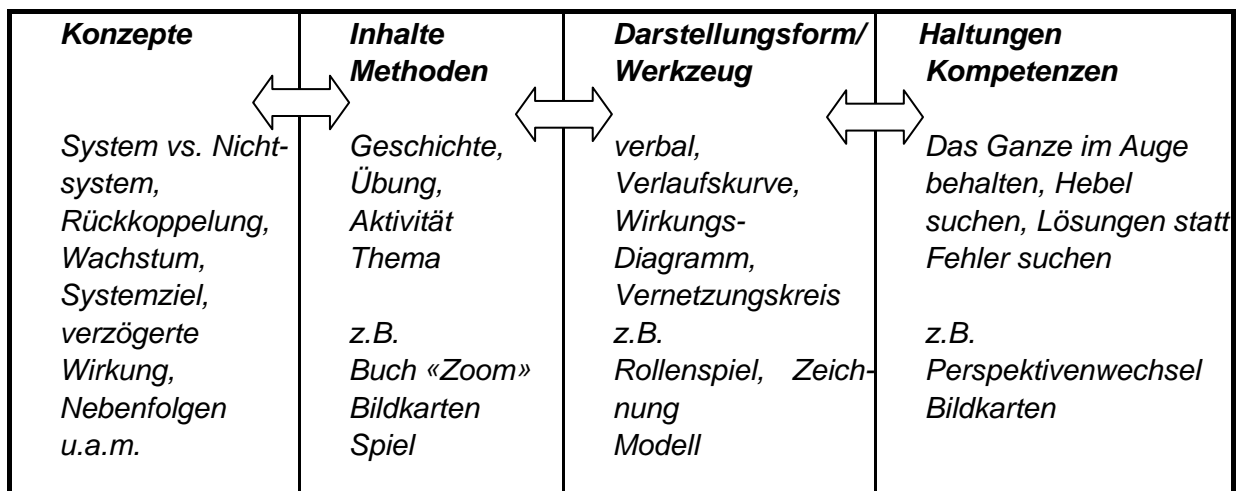 Konzepte
System vs. Nicht-
system,
Rückkoppelung,
Wachstum,
Systemziel,
verzögerte
Wirkung,
Nebenfolgen
u.a.m.
Inhalte
Methoden
Geschichte,
Übung,
Aktivität
Thema
z.B.
Buch «Zoom»
Bildkarten
Spiel
Darstellungsform/
Werkzeug
verbal,
Verlaufskurve,
Wirkungs-
Diagramm,
Vernetzungskreis
z.B.
Rollenspiel, Zeich-
nung
Modell
Haltungen
Kompetenzen
Das Ganze im Auge
behalten, Hebel
suchen, Lösungen statt
Fehler suchen
z.B.
Perspektivenwechsel
Bildkarten